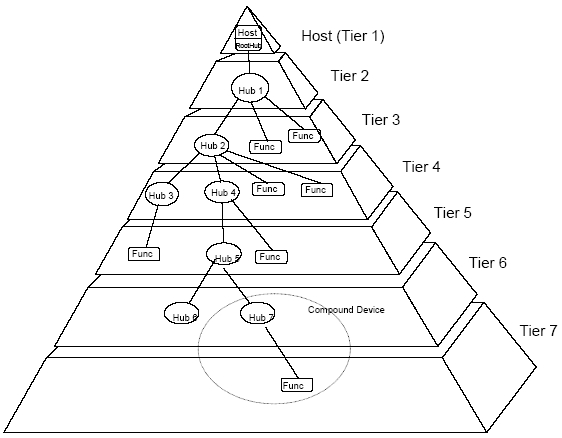 Host
RootHub
Host (Tier 1)
Tier 2
Hub 1
Tier 3
Func
Func
Hub 2
Tier 4
Func
Func
Hub 3
Hub 4
Tier 5
Func
Func
Hub 5
Tier 6
Compound Device
Hub 6
Hub 7
Tier 7
Func